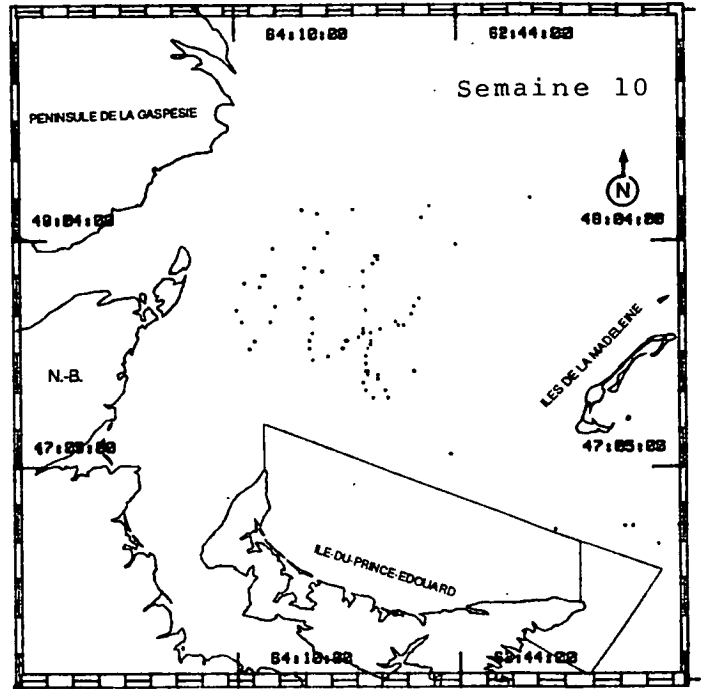 64:10:00 62:44:00
Semaine 10
PENINSULE DE LA GASPESIE
N
48:04:00 48:04:00
ILES DE LA MADELEINE
N.-B.
47:05:00 47:05:00
ILE-DU-PRINCE-EDOUARD
64:10:00 62:44:00